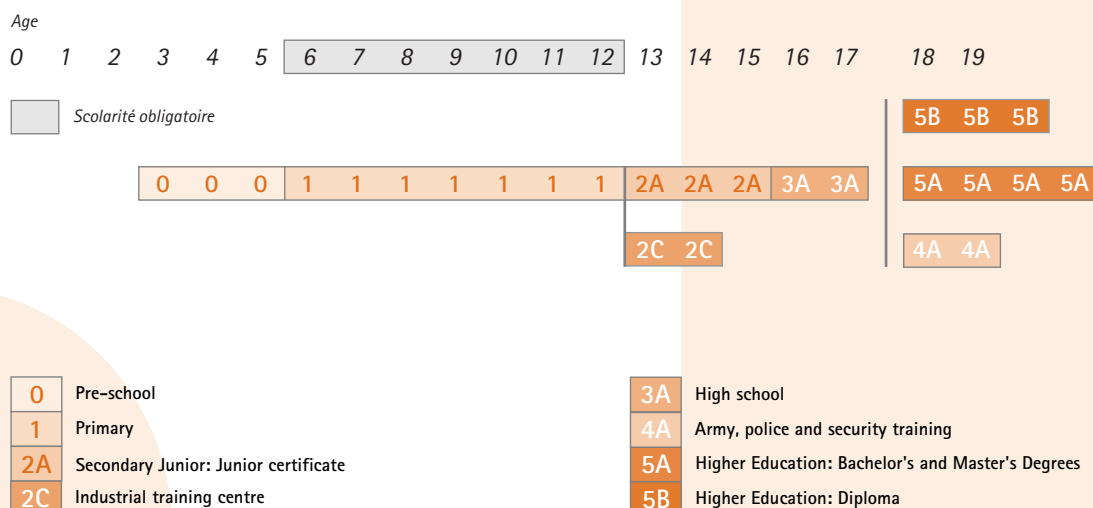 Age
0 1 2 3 4 5 6 7 8 9 10 11 12 13 14 15 16 17 18 19
Scolarité obligatoire
5B 5B 5B
0 0 0 1 1 1 1 1 1 1 2A 2A 2A 3A 3A 5A 5A 5A 5A
2C 2C 4A 4A
0 Pre-school
1 Primary
2A Secondary Junior: Junior certificate
2C Industrial training centre
3A High school
4A Army, police and security training
5A Higher Education: Bachelor's and Master's Degrees
5B Higher Education: Diploma